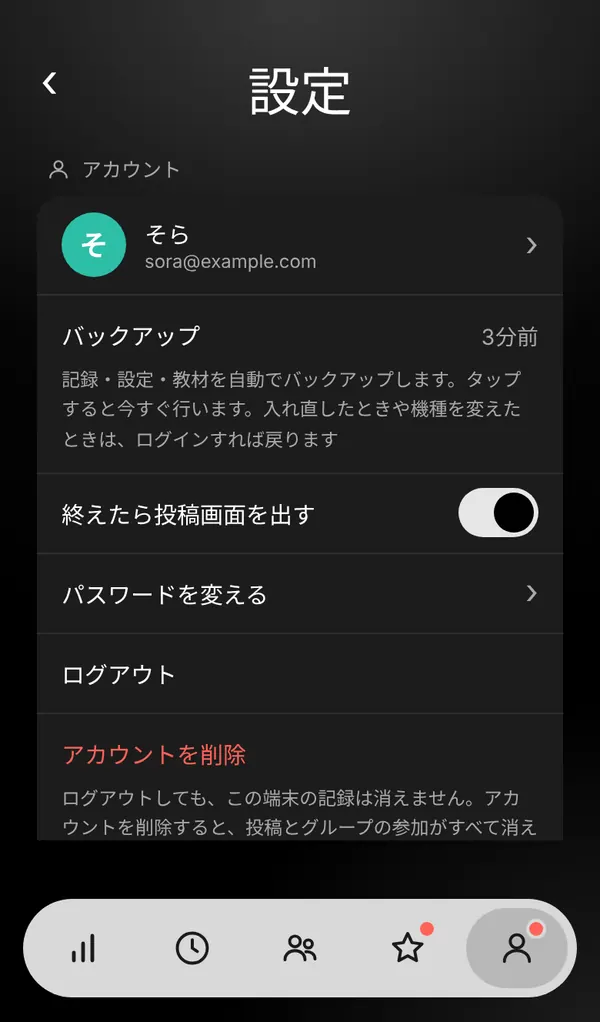 設定
アカウント
そ
そら
sora@example.com
バックアップ
3分前
記録・設定・教材を自動でバックアップします。タップ
すると今すぐ行います。入れ直したときや機種を変えた
ときは、ログインすれば戻ります
終えたら投稿画面を出す
パスワードを変える
ログアウト
アカウントを削除
ログアウトしても、この端末の記録は消えません。アカ
ウントを削除すると、投稿とグループの参加がすべて消え